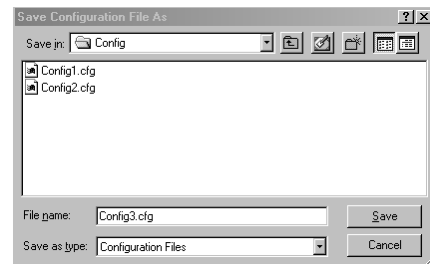 Save Configuration File As
Save in: Config
Config1.cfg
Config2.cfg
File name: Config3.cfg Save
Save as type: Configuration Files Cancel